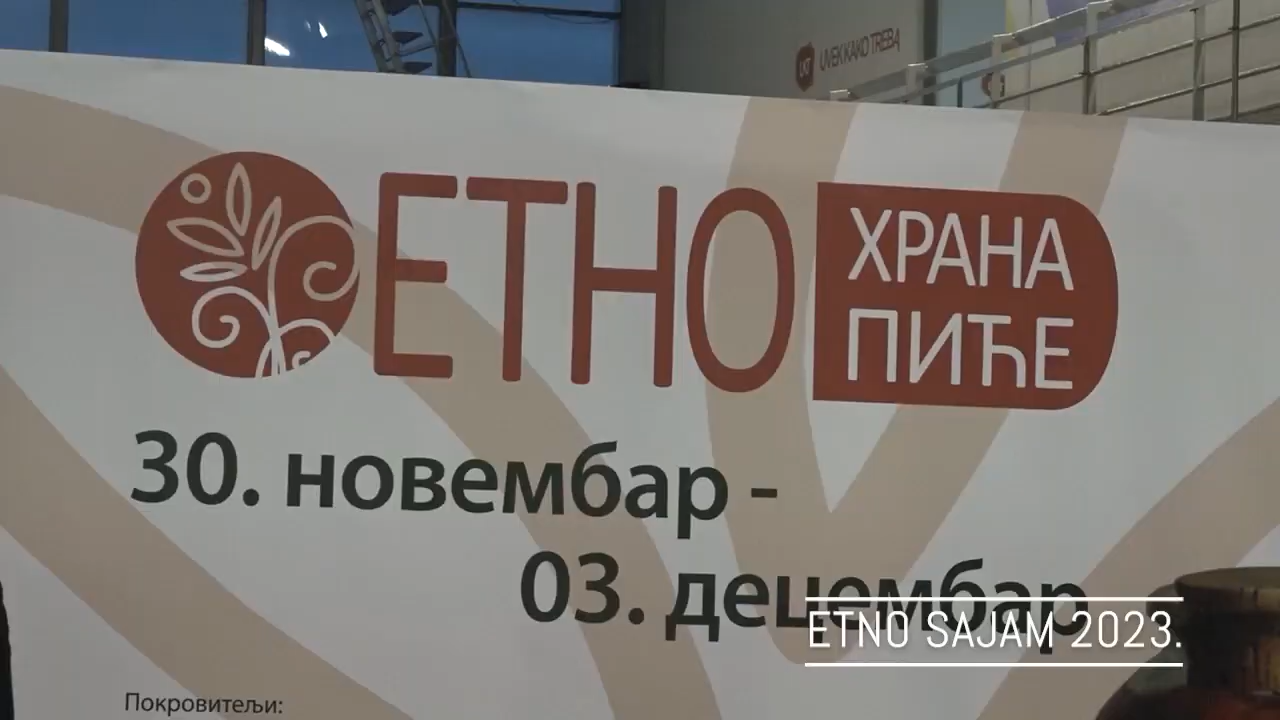 UVEK KAKO TREBA
ЕТНО
ХРАНА
ПИЋЕ
30. новембар -
03. децембар
ETNO SAJAM 2023.
Покровитељи: